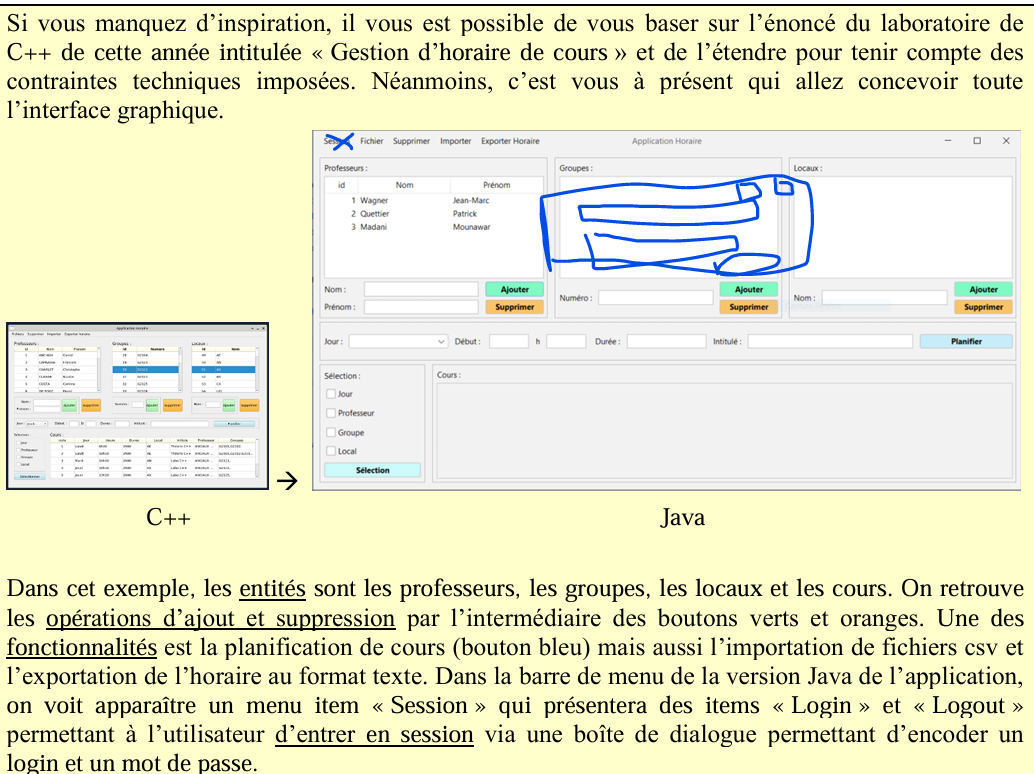 Si vous manquez d’inspiration, il vous est possible de vous baser sur l’énoncé du laboratoire de
C++ de cette année intitulée « Gestion d’horaire de cours » et de l’étendre pour tenir compte des
contraintes techniques imposées. Néanmoins, c’est vous à présent qui allez concevoir toute
l’interface graphique.
Fichier Supprimer Importer Exporter Horaire Application Horaire
Professeurs : Groupes : Locaux :
id Nom Prénom
1 Wagner Jean-Marc
2 Quettier Patrick
3 Madani Mounawar
Nom : Ajouter Numéro : Ajouter Nom : Ajouter
Prénom : Supprimer Supprimer Supprimer
Jour : Début : h Durée : Intitulé : Planifier
Sélection : Cours :
Jour
Professeur
Groupe
Local
Sélection
→
C++ Java
Dans cet exemple, les entités sont les professeurs, les groupes, les locaux et les cours. On retrouve
les opérations d’ajout et suppression par l’intermédiaire des boutons verts et oranges. Une des
fonctionnalités est la planification de cours (bouton bleu) mais aussi l’importation de fichiers csv et
l’exportation de l’horaire au format texte. Dans la barre de menu de la version Java de l’application,
on voit apparaître un menu item « Session » qui présentera des items « Login » et « Logout »
permettant à l’utilisateur d’entrer en session via une boîte de dialogue permettant d’encoder un
login et un mot de passe.